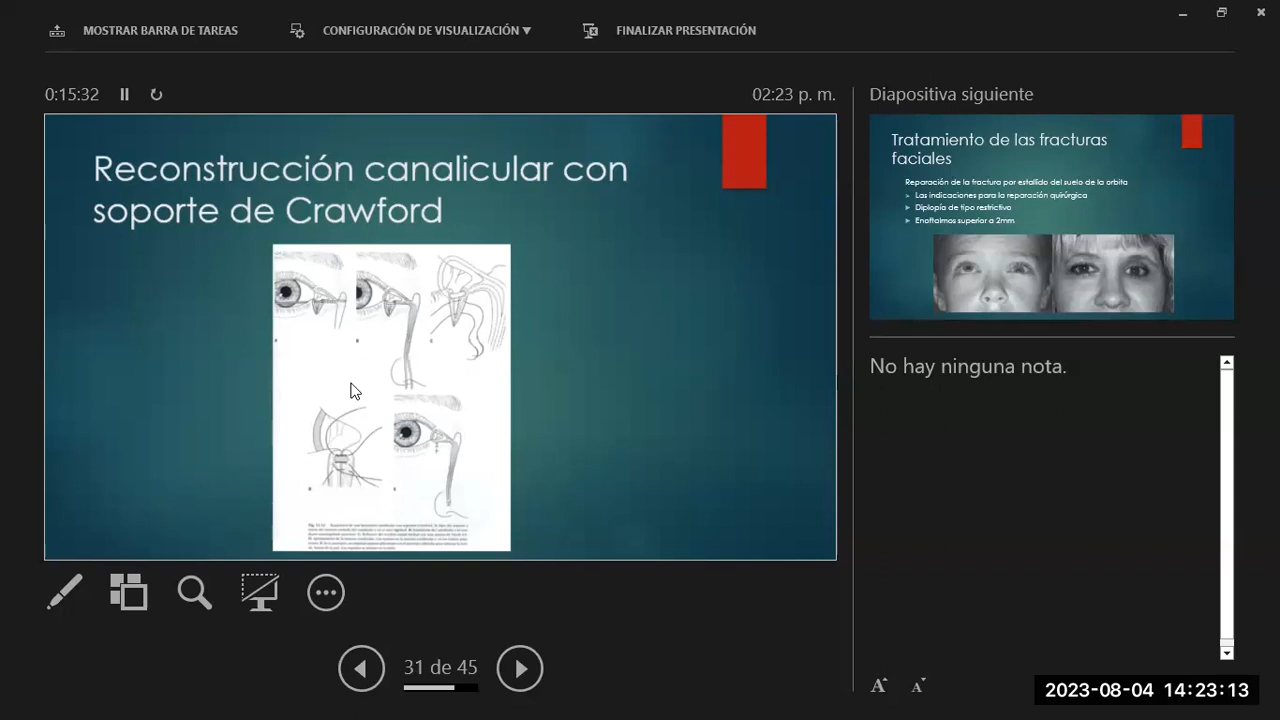 MOSTRAR BARRA DE TAREAS
CONFIGURACIÓN DE VISUALIZACIÓN
FINALIZAR PRESENTACIÓN
0:15:32
02:23 p. m.
Reconstrucción canalicular con
soporte de Crawford
Diapositiva siguiente
Tratamiento de las fracturas
faciales
Reparación de la fractura por estallido del suelo de la orbita
Las indicaciones para la reparación quirúrgica
Diplopía de tipo restrictiva
Enoftalmos superior a 2mm
No hay ninguna nota.
31 de 45
2023-08-04 14:23:13